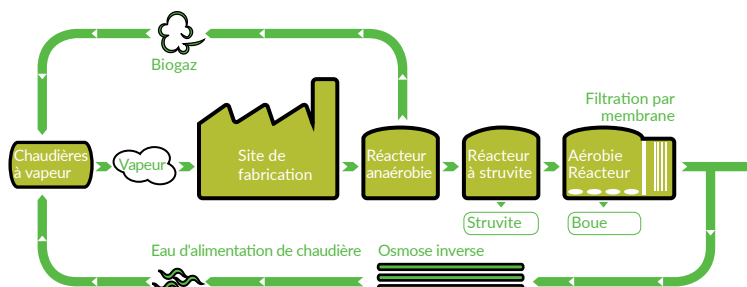 Biogaz
Filtration par
membrane
Chaudières
à vapeur
Vapeur
Site de
fabrication
Réacteur
anaérobie
Réacteur
à struvite
Aérobie
Réacteur
Struvite
Boue
Eau d'alimentation de chaudière
Osmose inverse